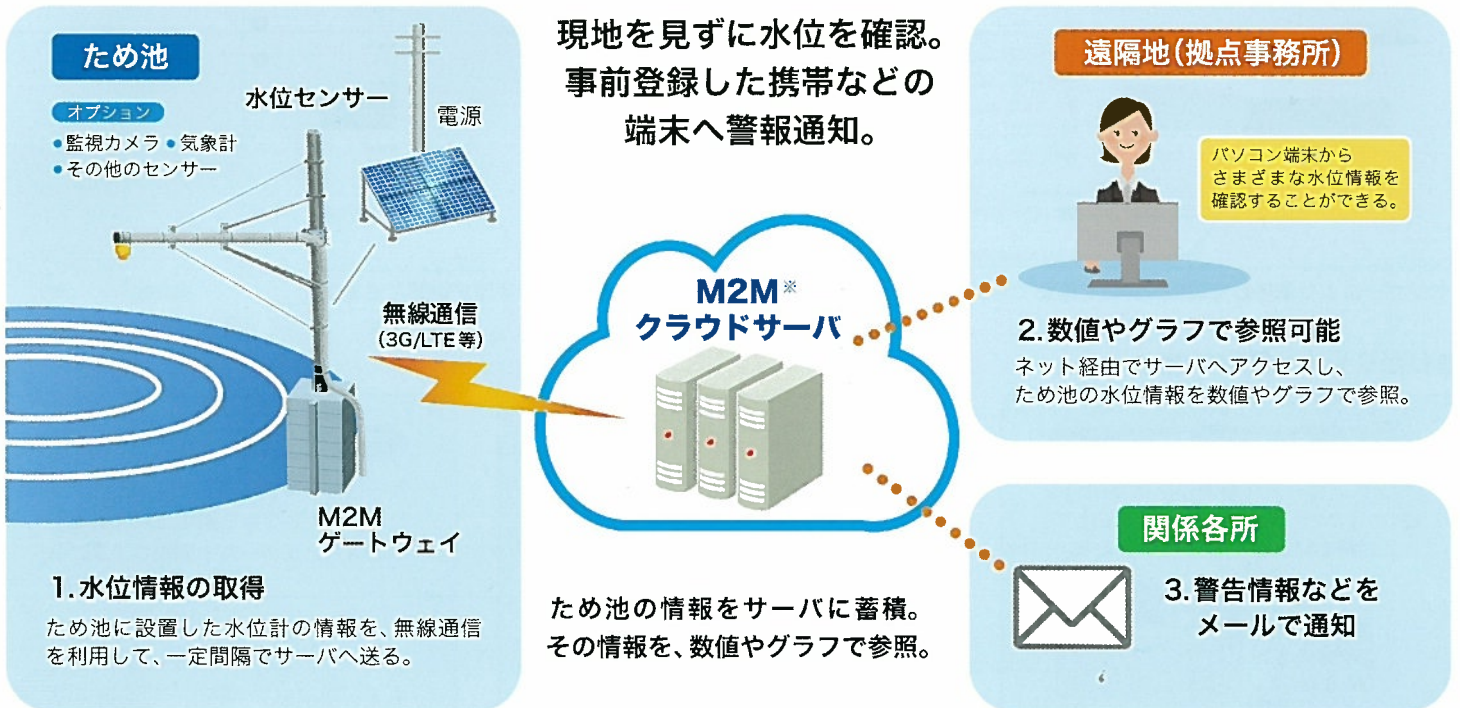 ため池
オプション
●監視カメラ ●気象計
●その他のセンサー
水位センサー
電源
無線通信
(3G/LTE等)
M2M
ゲートウェイ
1.水位情報の取得
ため池に設置した水位計の情報を、無線通信
を利用して、一定間隔でサーバへ送る。
現地を見ずに水位を確認。
事前登録した携帯などの
端末へ警報通知。
M2M※
クラウドサーバ
ため池の情報をサーバに蓄積。
その情報を、数値やグラフで参照。
遠隔地(拠点事務所)
パソコン端末から
さまざまな水位情報を
確認することができる。
2.数値やグラフで参照可能
ネット経由でサーバへアクセスし、
ため池の水位情報を数値やグラフで参照。
関係各所
3.警告情報などを
メールで通知